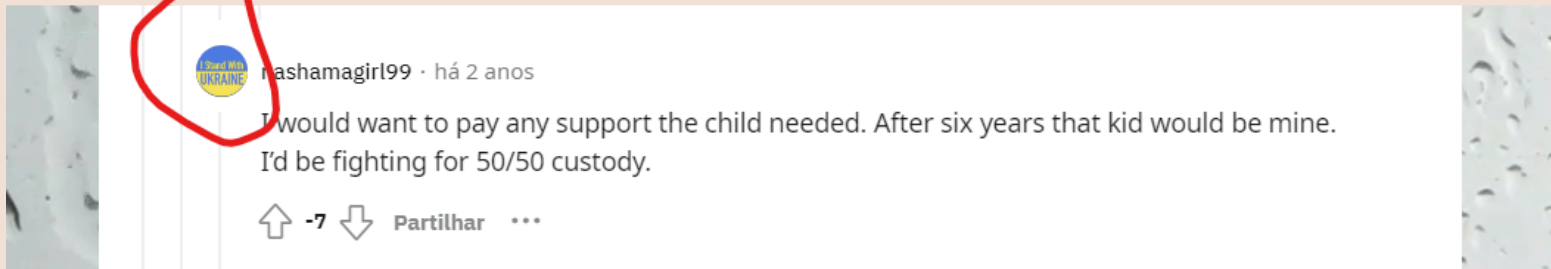 I Stand With
UKRAINE
nashamagirl99 · há 2 anos
I would want to pay any support the child needed. After six years that kid would be mine.
I'd be fighting for 50/50 custody.
-7 Partilhar ···